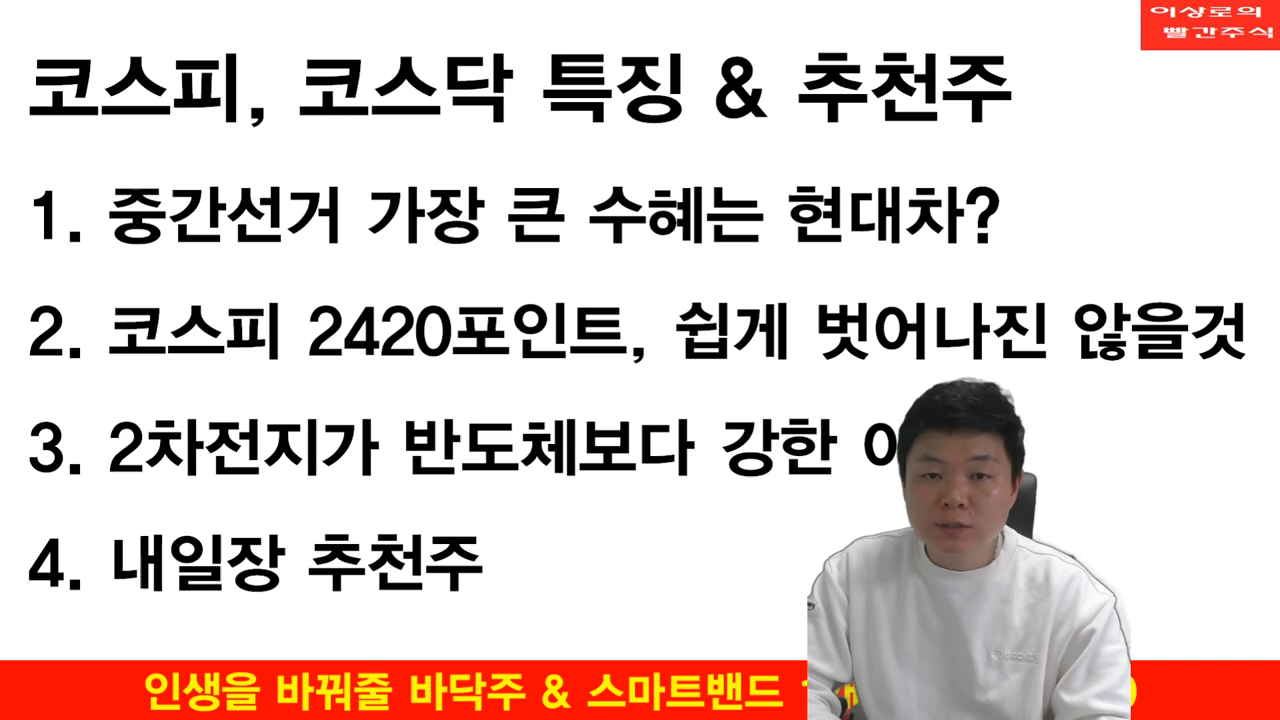 이상로의
빨간주식
코스피, 코스닥 특징 & 추천주
1. 중간선거 가장 큰 수혜는 현대차?
2. 코스피 2420포인트, 쉽게 벗어나진 않을것
3. 2차전지가 반도체보다 강한
4. 내일장 추천주
인생을 바꿔줄 바닥주 & 스마트밴드